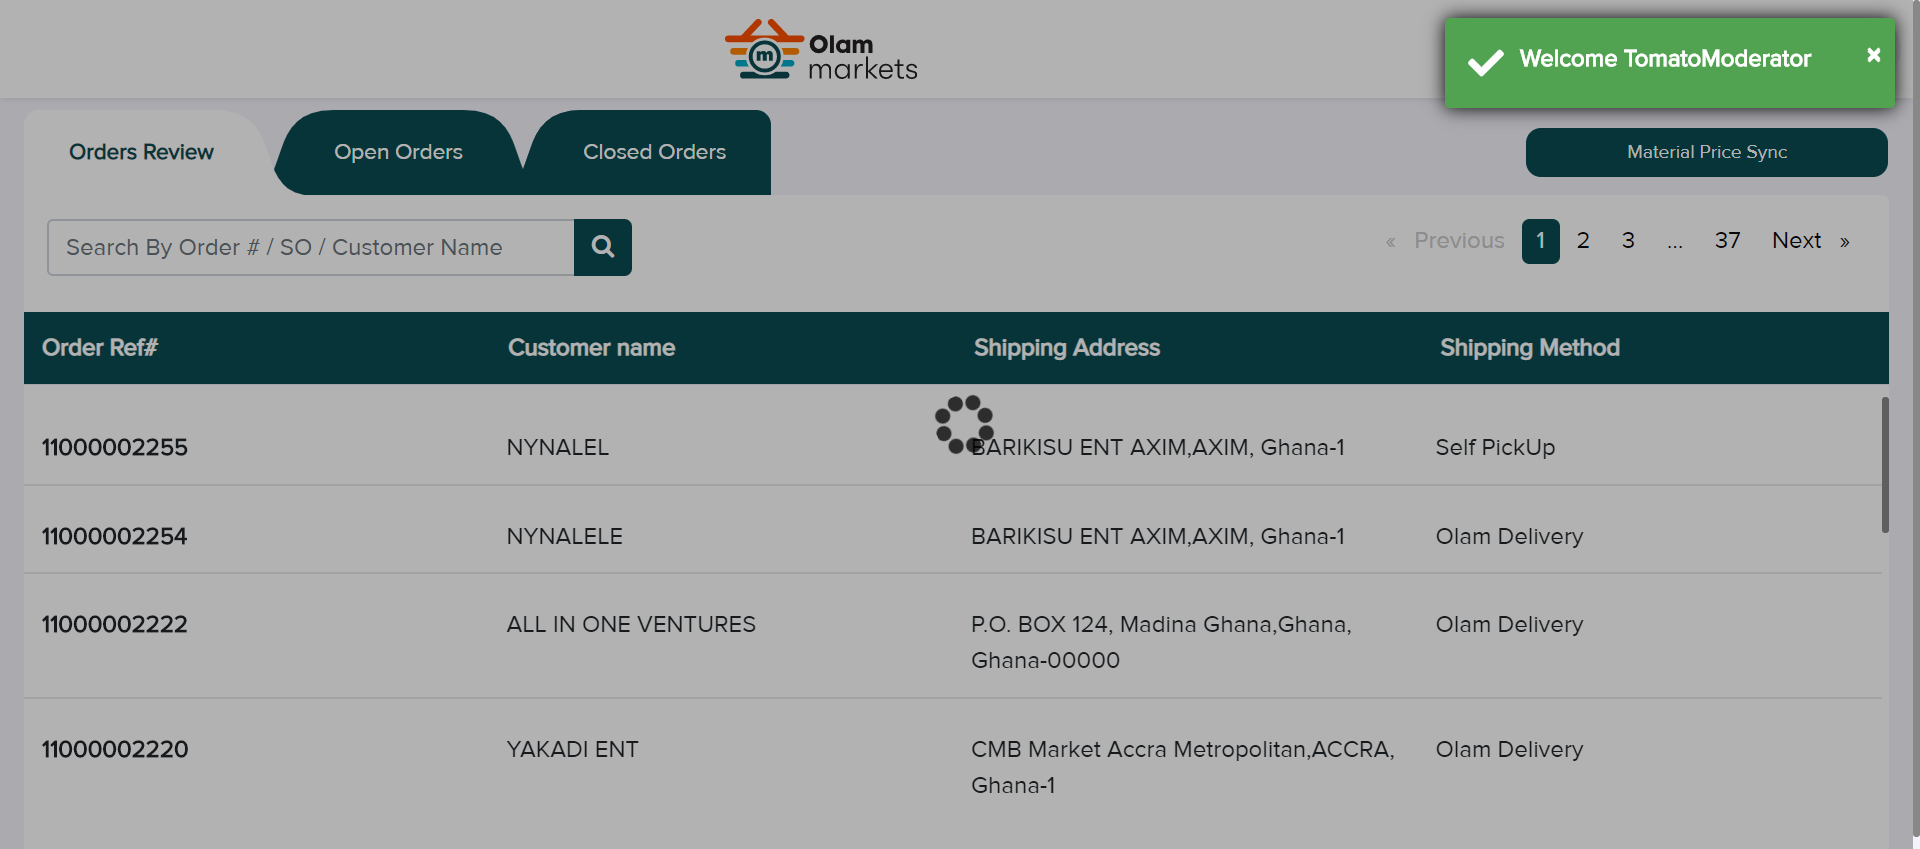 m
Olam
markets
Welcome TomatoModerator
×
Orders Review
Open Orders
Closed Orders
Material Price Sync
Search By Order # / SO / Customer Name
« Previous 1 2 3 ... 37 Next »
Order Ref# Customer name Shipping Address Shipping Method
11000002255 NYNALEL BARIKISU ENT AXIM,AXIM, Ghana-1 Self PickUp
11000002254 NYNALELE BARIKISU ENT AXIM,AXIM, Ghana-1 Olam Delivery
11000002222 ALL IN ONE VENTURES P.O. BOX 124, Madina Ghana,Ghana, Olam Delivery
Ghana-00000
11000002220 YAKADI ENT CMB Market Accra Metropolitan,ACCRA, Olam Delivery
Ghana-1